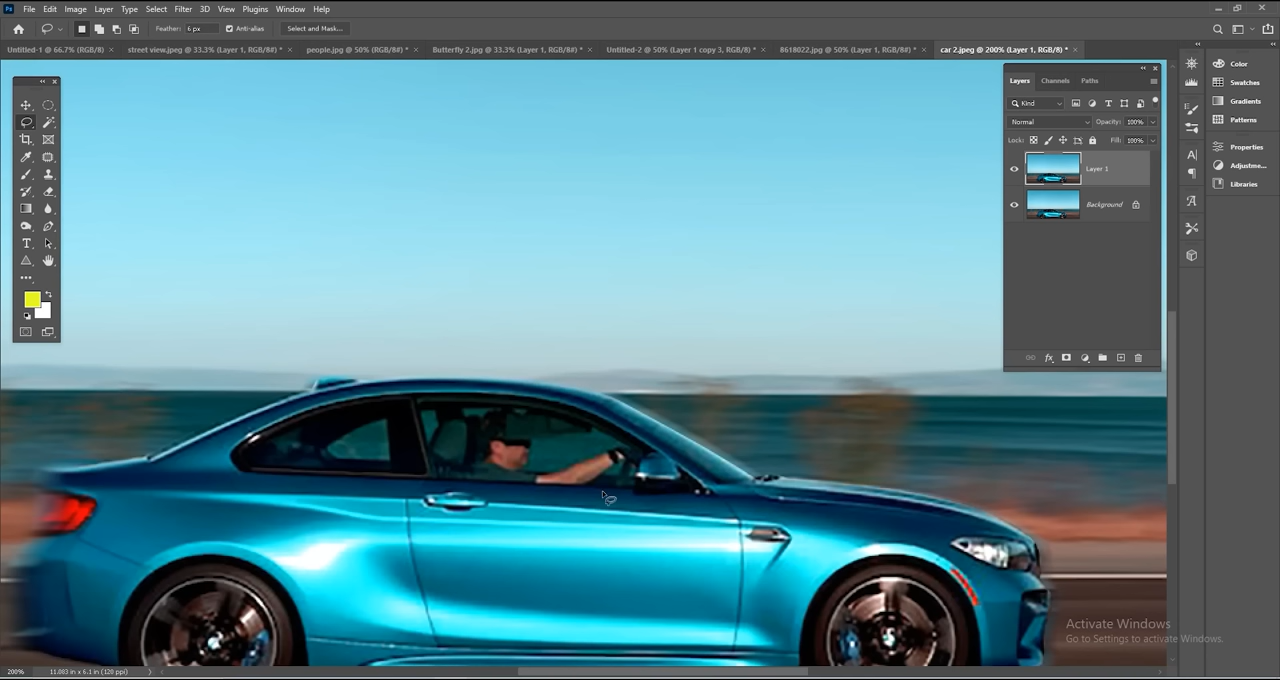 File Edit Image Layer Type Select Filter 3D View Plugins Window Help
Feather: 6 px Anti-alias Select and Mask...
Untitled-1 @ 66.7% (RGB/8) × street view.jpeg @ 33.3% (Layer 1, RGB/8#) * × people.jpg @ 50% (RGB/8#) * × Butterfly 2.jpg @ 33.3% (Layer 1, RGB/8#) * × Untitled-2 @ 50% (Layer 1 copy 3, RGB/8#) * × 8618022.jpg @ 50% (Layer 1, RGB/8#) * × car 2.jpeg @ 200% (Layer 1, RGB/8#) * ×
Layers Channels Paths
Kind
Normal Opacity: 100%
Lock: Fill: 100%
Layer 1
Background
Color
Swatches
Gradients
Patterns
Properties
Adjustme...
Libraries
Activate Windows
Go to Settings to activate Windows.
200% 11.083 in x 6.1 in (120 ppi)